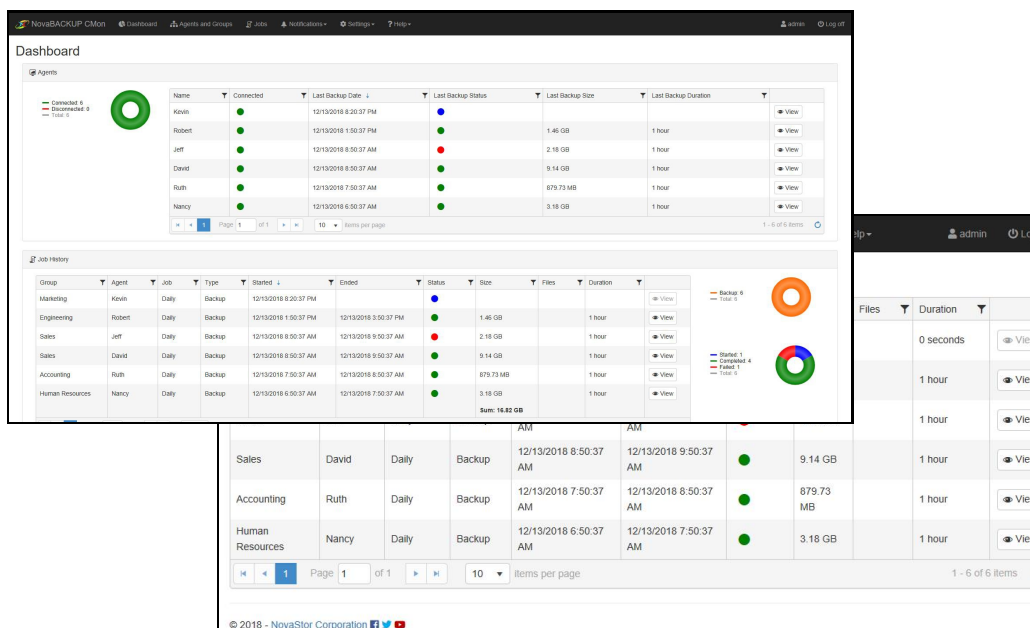 NovaBACKUP CMon Dashboard Agents and Groups Jobs Notifications Settings Help admin Log off
Dashboard
Agents
Connected: 6
Disconnected: 0
Total: 6
Name Connected Last Backup Date ↓ Last Backup Status Last Backup Size Last Backup Duration
Kevin 12/13/2018 8:20:37 PM View
Robert 12/13/2018 1:50:37 PM 1.46 GB 1 hour View
Jeff 12/13/2018 8:50:37 AM 2.18 GB 1 hour View
David 12/13/2018 8:50:37 AM 9.14 GB 1 hour View
Ruth 12/13/2018 7:50:37 AM 879.73 MB 1 hour View
Nancy 12/13/2018 6:50:37 AM 3.18 GB 1 hour View
1 Page 1 of 1 10 items per page 1 - 6 of 6 items
Job History
Group Agent Job Type Started ↓ Ended Status Size Files Duration
Marketing Kevin Daily Backup 12/13/2018 8:20:37 PM View
Engineering Robert Daily Backup 12/13/2018 1:50:37 PM 12/13/2018 3:50:37 PM 1.46 GB 1 hour View
Sales Jeff Daily Backup 12/13/2018 8:50:37 AM 12/13/2018 9:50:37 AM 2.18 GB 1 hour View
Sales David Daily Backup 12/13/2018 8:50:37 AM 12/13/2018 9:50:37 AM 9.14 GB 1 hour View
Accounting Ruth Daily Backup 12/13/2018 7:50:37 AM 12/13/2018 8:50:37 AM 879.73 MB 1 hour View
Human Resources Nancy Daily Backup 12/13/2018 6:50:37 AM 12/13/2018 7:50:37 AM 3.18 GB 1 hour View
Sum: 16.82 GB
Backup: 6
Total: 6
Started: 1
Completed: 4
Failed: 1
Total: 6
elp admin Lo
Files Duration
0 seconds Vie
1 hour Vie
1 hour Vie
AM AM
Sales David Daily Backup 12/13/2018 8:50:37 12/13/2018 9:50:37 9.14 GB 1 hour Vie
AM AM
Accounting Ruth Daily Backup 12/13/2018 7:50:37 12/13/2018 8:50:37 879.73 1 hour Vie
AM AM MB
Human Nancy Daily Backup 12/13/2018 6:50:37 12/13/2018 7:50:37 3.18 GB 1 hour Vie
Resources AM AM
1 Page 1 of 1 10 items per page 1 - 6 of 6 items
© 2018 - NovaStor Corporation